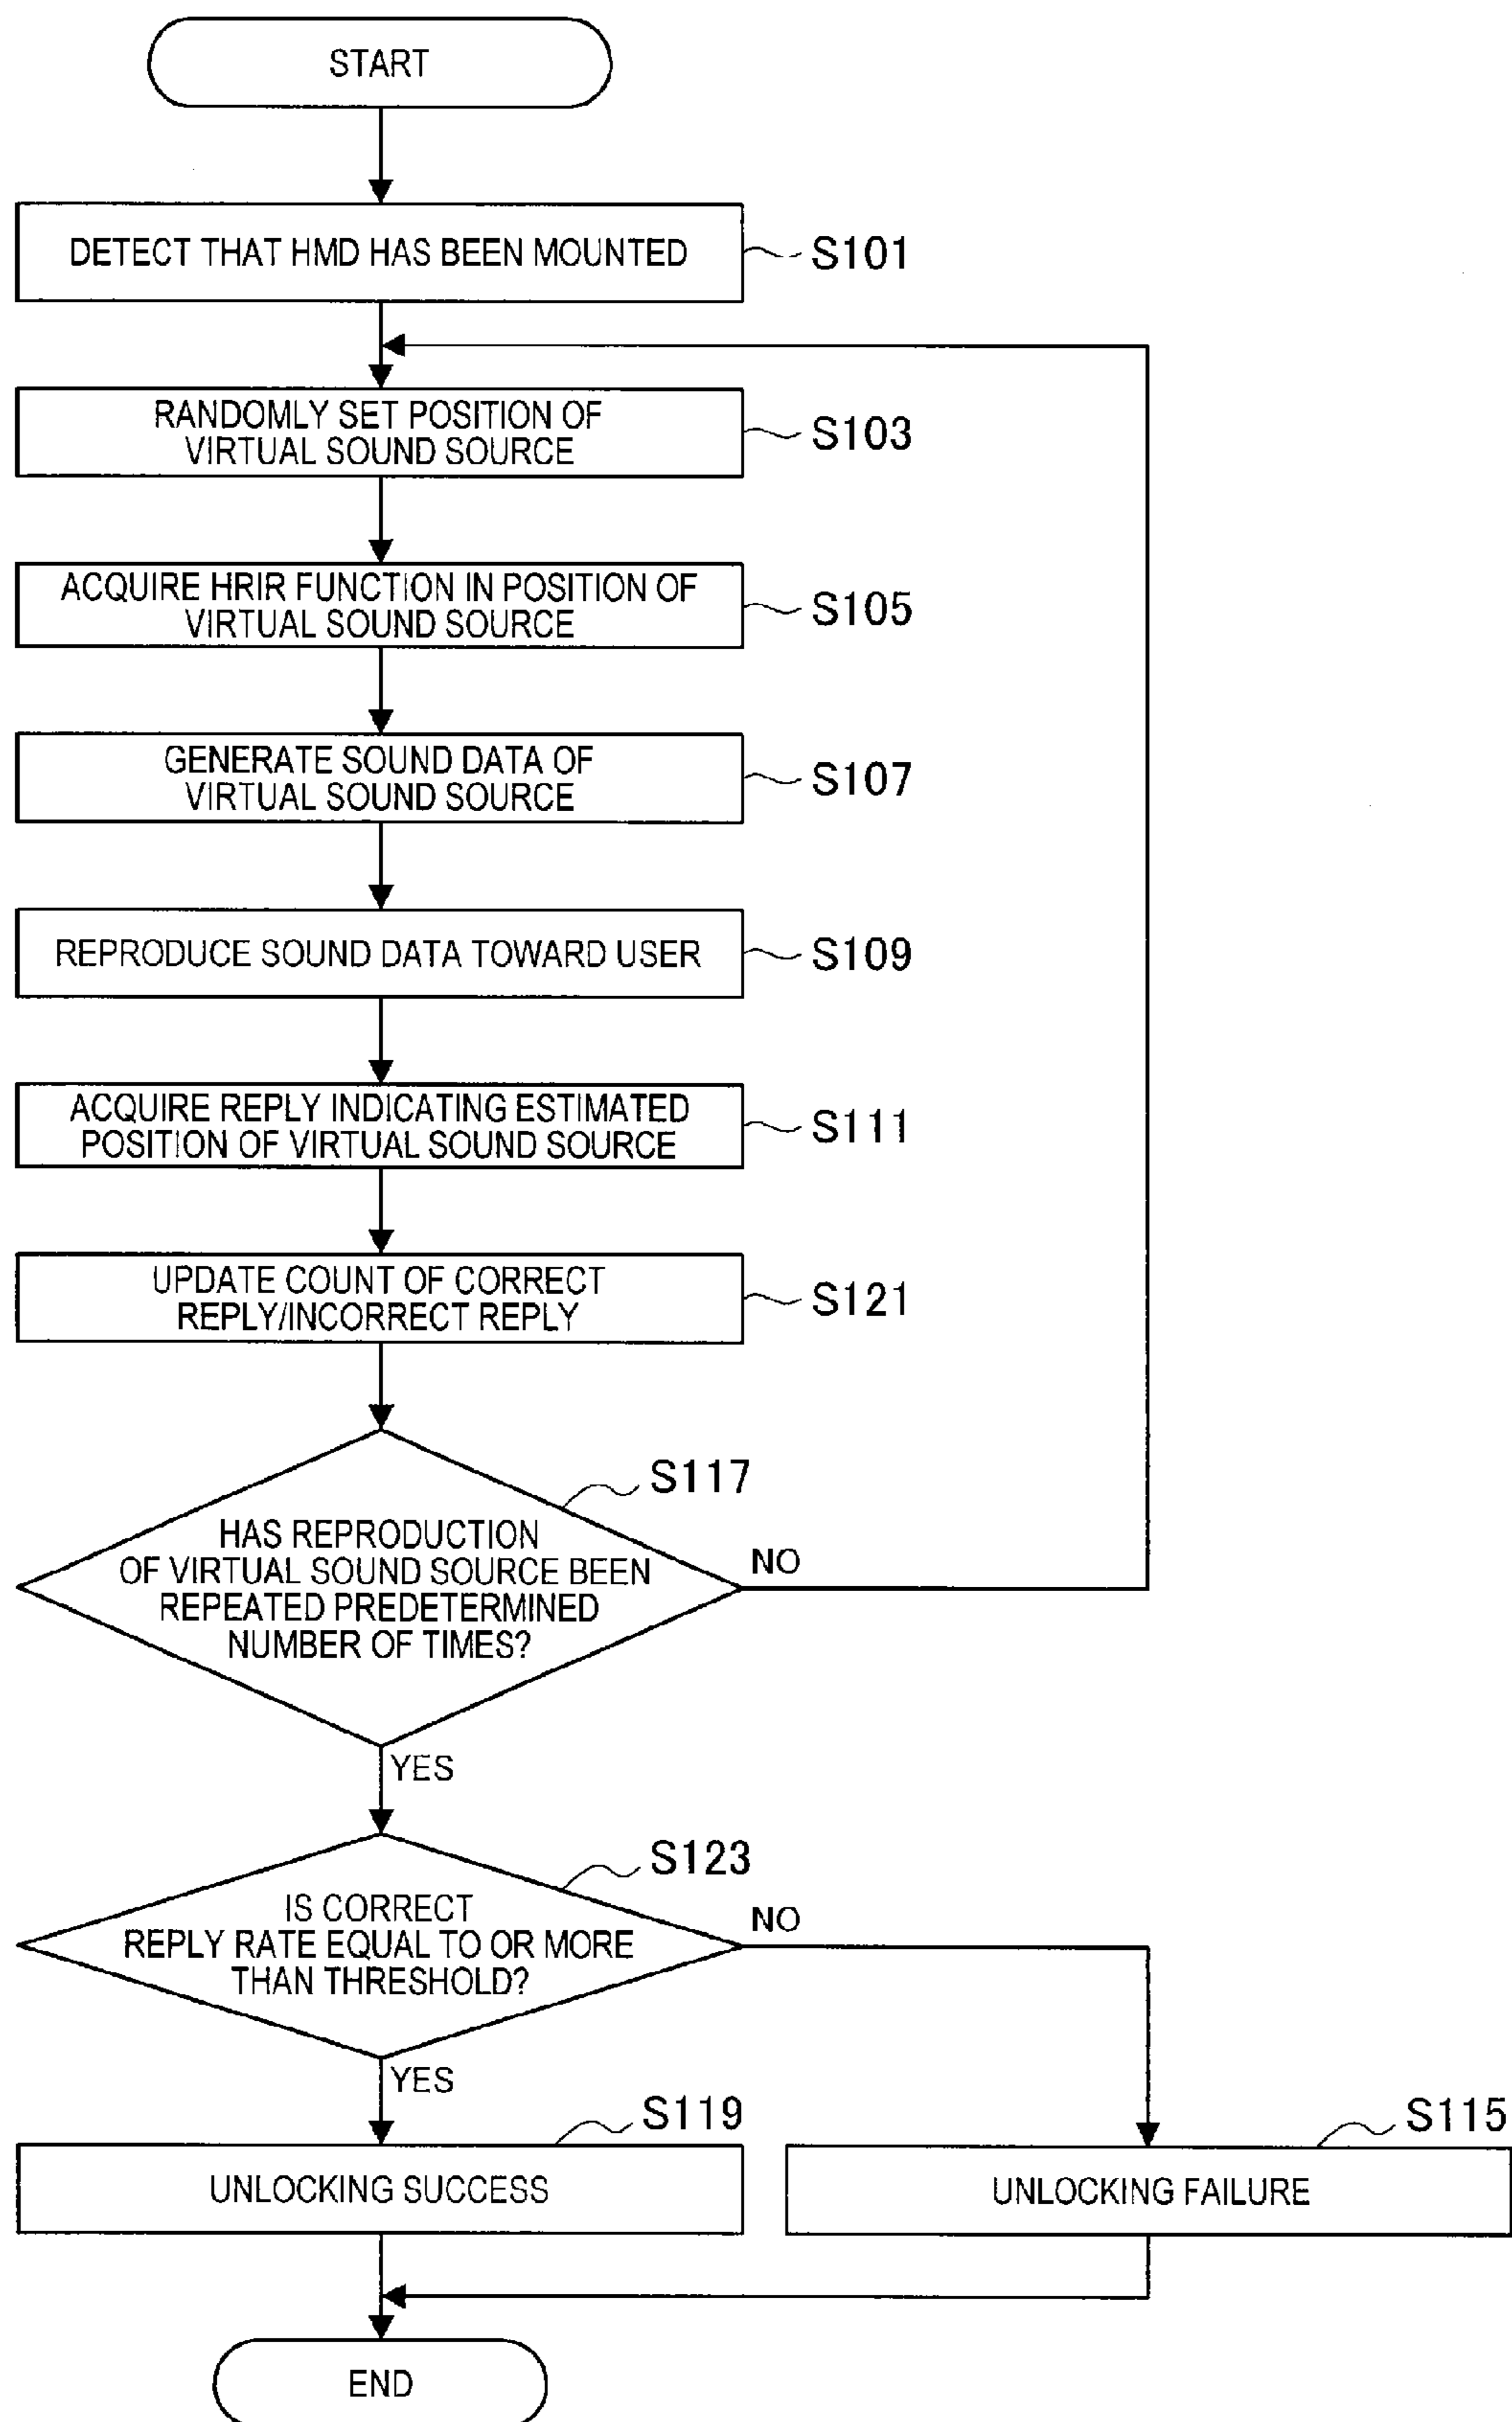 START
DETECT THAT HMD HAS BEEN MOUNTED
S101
RANDOMLY SET POSITION OF
VIRTUAL SOUND SOURCE
S103
ACQUIRE HRIR FUNCTION IN POSITION OF
VIRTUAL SOUND SOURCE
S105
GENERATE SOUND DATA OF
VIRTUAL SOUND SOURCE
S107
REPRODUCE SOUND DATA TOWARD USER
S109
ACQUIRE REPLY INDICATING ESTIMATED
POSITION OF VIRTUAL SOUND SOURCE
S111
UPDATE COUNT OF CORRECT
REPLY/INCORRECT REPLY
S121
S117
HAS REPRODUCTION
OF VIRTUAL SOUND SOURCE BEEN
REPEATED PREDETERMINED
NUMBER OF TIMES?
NO
YES
S123
IS CORRECT
REPLY RATE EQUAL TO OR MORE
THAN THRESHOLD?
NO
YES
S119
UNLOCKING SUCCESS
S115
UNLOCKING FAILURE
END